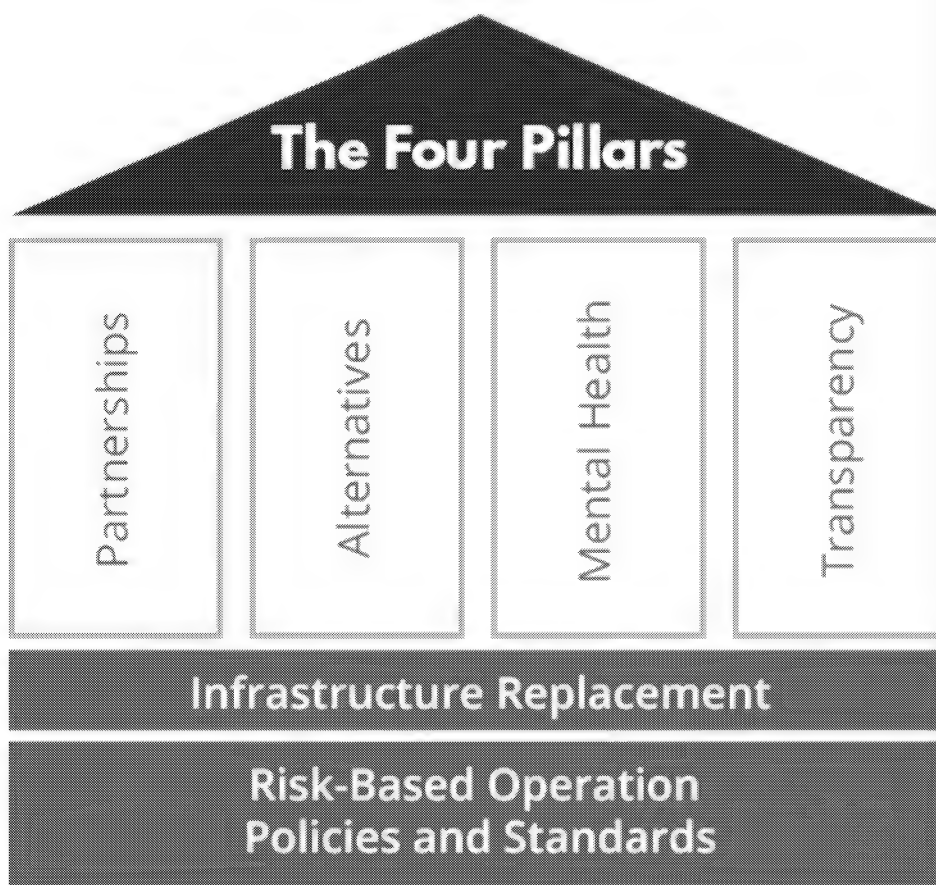 The Four Pillars
Partnerships
Alternatives
Mental Health
Transparency
Infrastructure Replacement
Risk-Based Operation
Policies and Standards